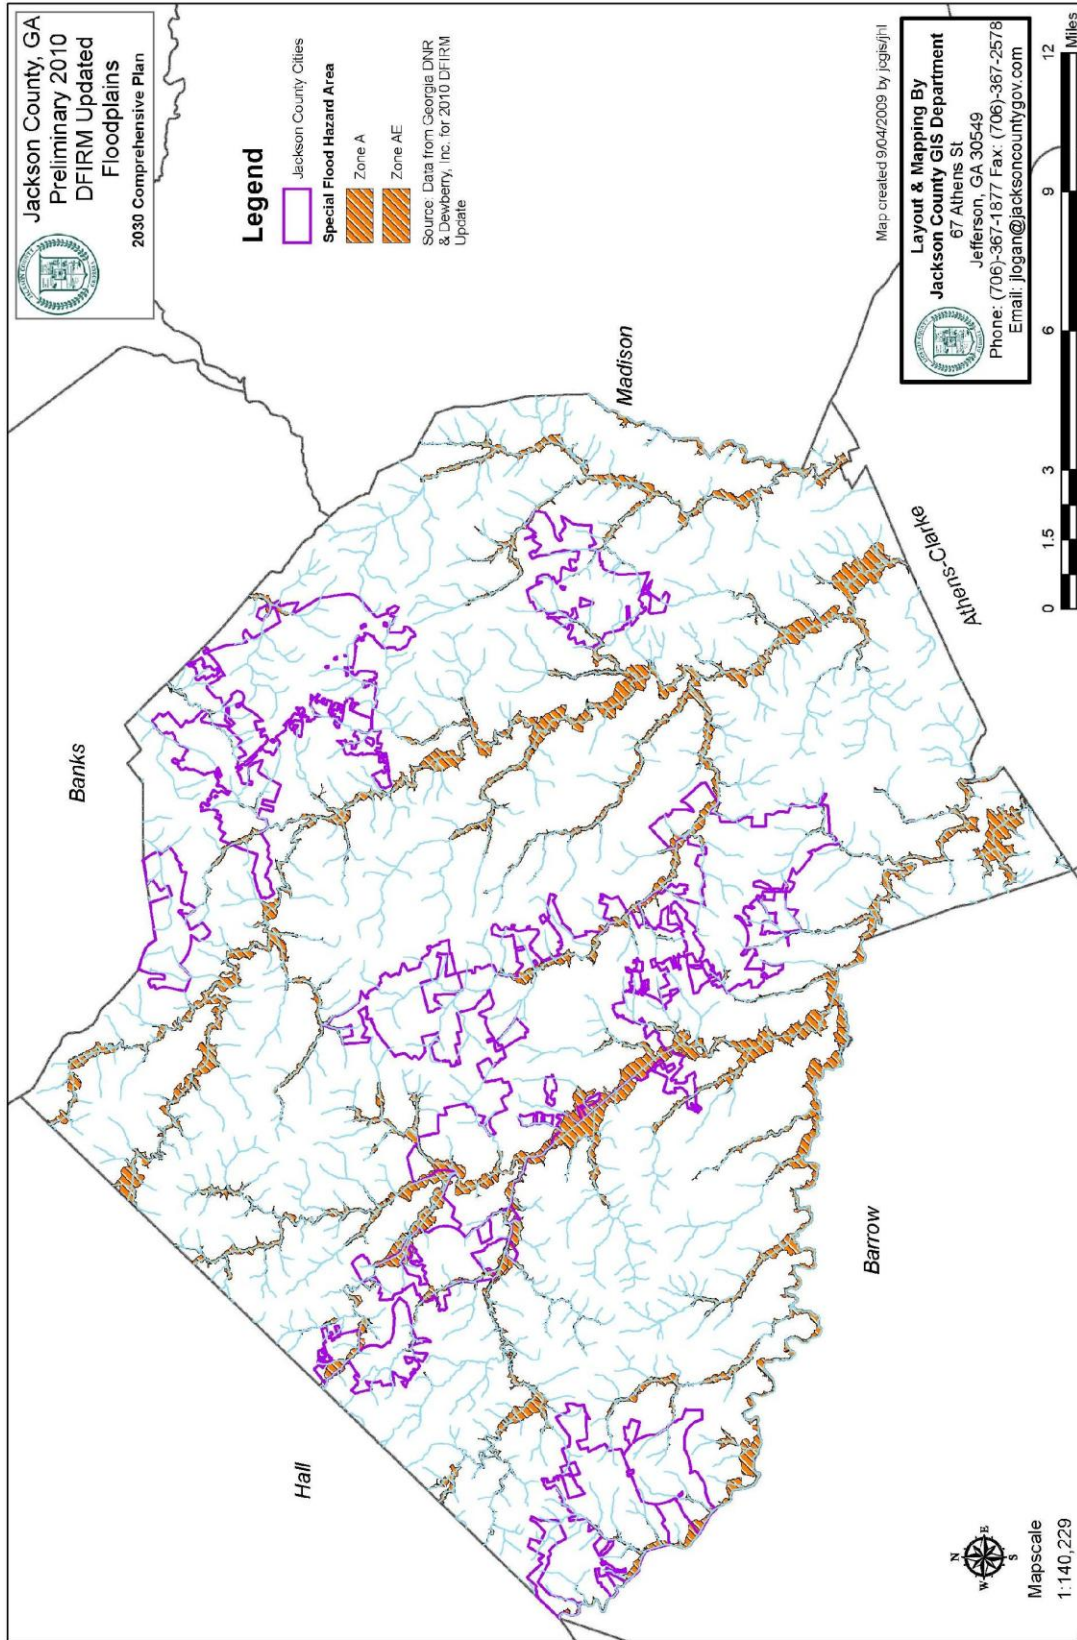 Jackson County, GA
Preliminary 2010
DFIRM Updated
Floodplains
2030 Comprehensive Plan
Legend
Jackson County Cities
Special Flood Hazard Area
Zone A
Zone AE
Source: Data from Georgia DNR
& Dewberry, Inc. for 2010 DFIRM
Update
Banks
Hall
Madison
Barrow
Athens-Clarke
Map created 9/04/2009 by jcgis/jhl
Layout & Mapping By
Jackson County GIS Department
67 Athens St
Jefferson, GA 30549
Phone: (706)-367-1877 Fax: (706)-367-2578
Email: jlogan@jacksoncountygov.com
N
W E
S
Mapscale
1:140,229
0 1.5 3 6 9 12
Miles